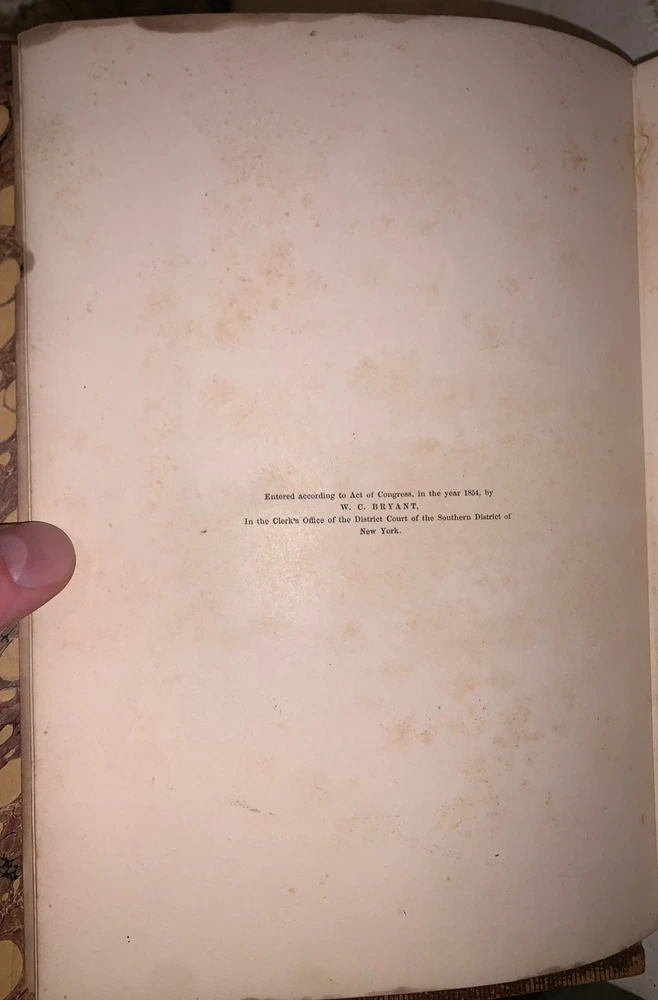 Entered according to Act of Congress, in the year 1854, by
W. C. BRYANT,
In the Clerk's Office of the District Court of the Southern District of
New York.